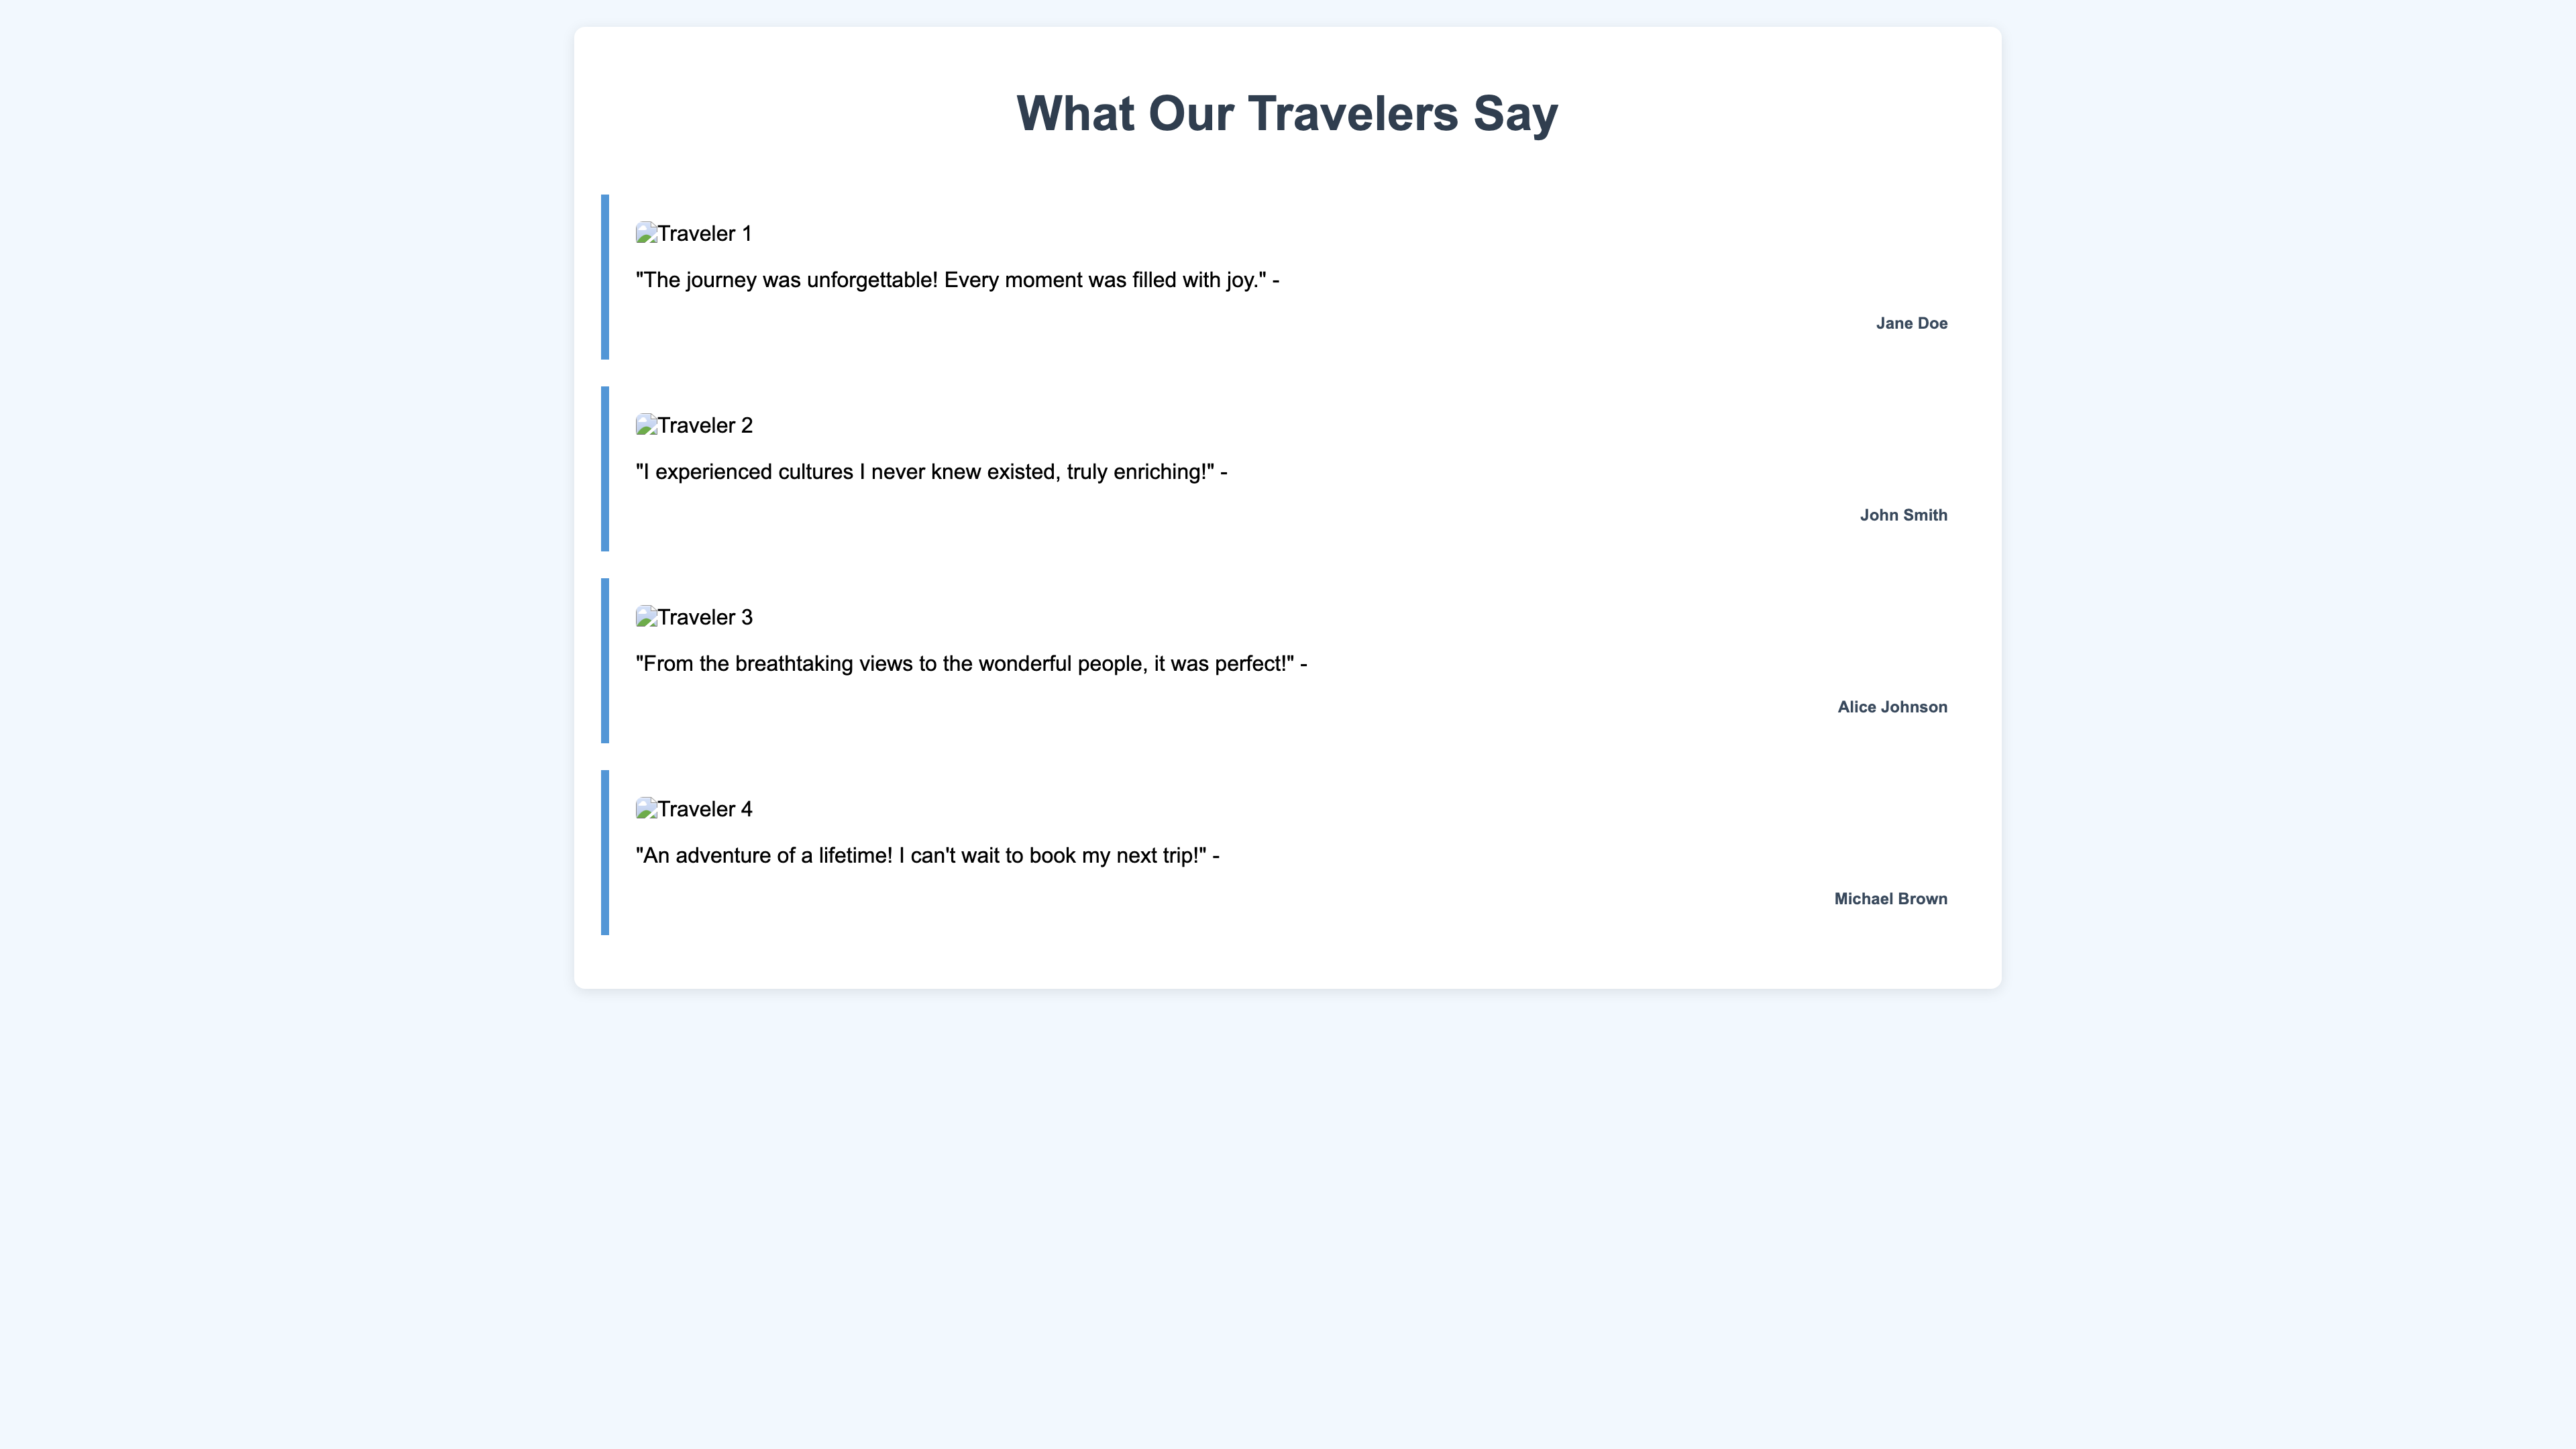 What Our Travelers Say
Traveler 1
"The journey was unforgettable! Every moment was filled with joy." -
Jane Doe
Traveler 2
"I experienced cultures I never knew existed, truly enriching!" -
John Smith
Traveler 3
"From the breathtaking views to the wonderful people, it was perfect!" -
Alice Johnson
Traveler 4
"An adventure of a lifetime! I can't wait to book my next trip!" -
Michael Brown